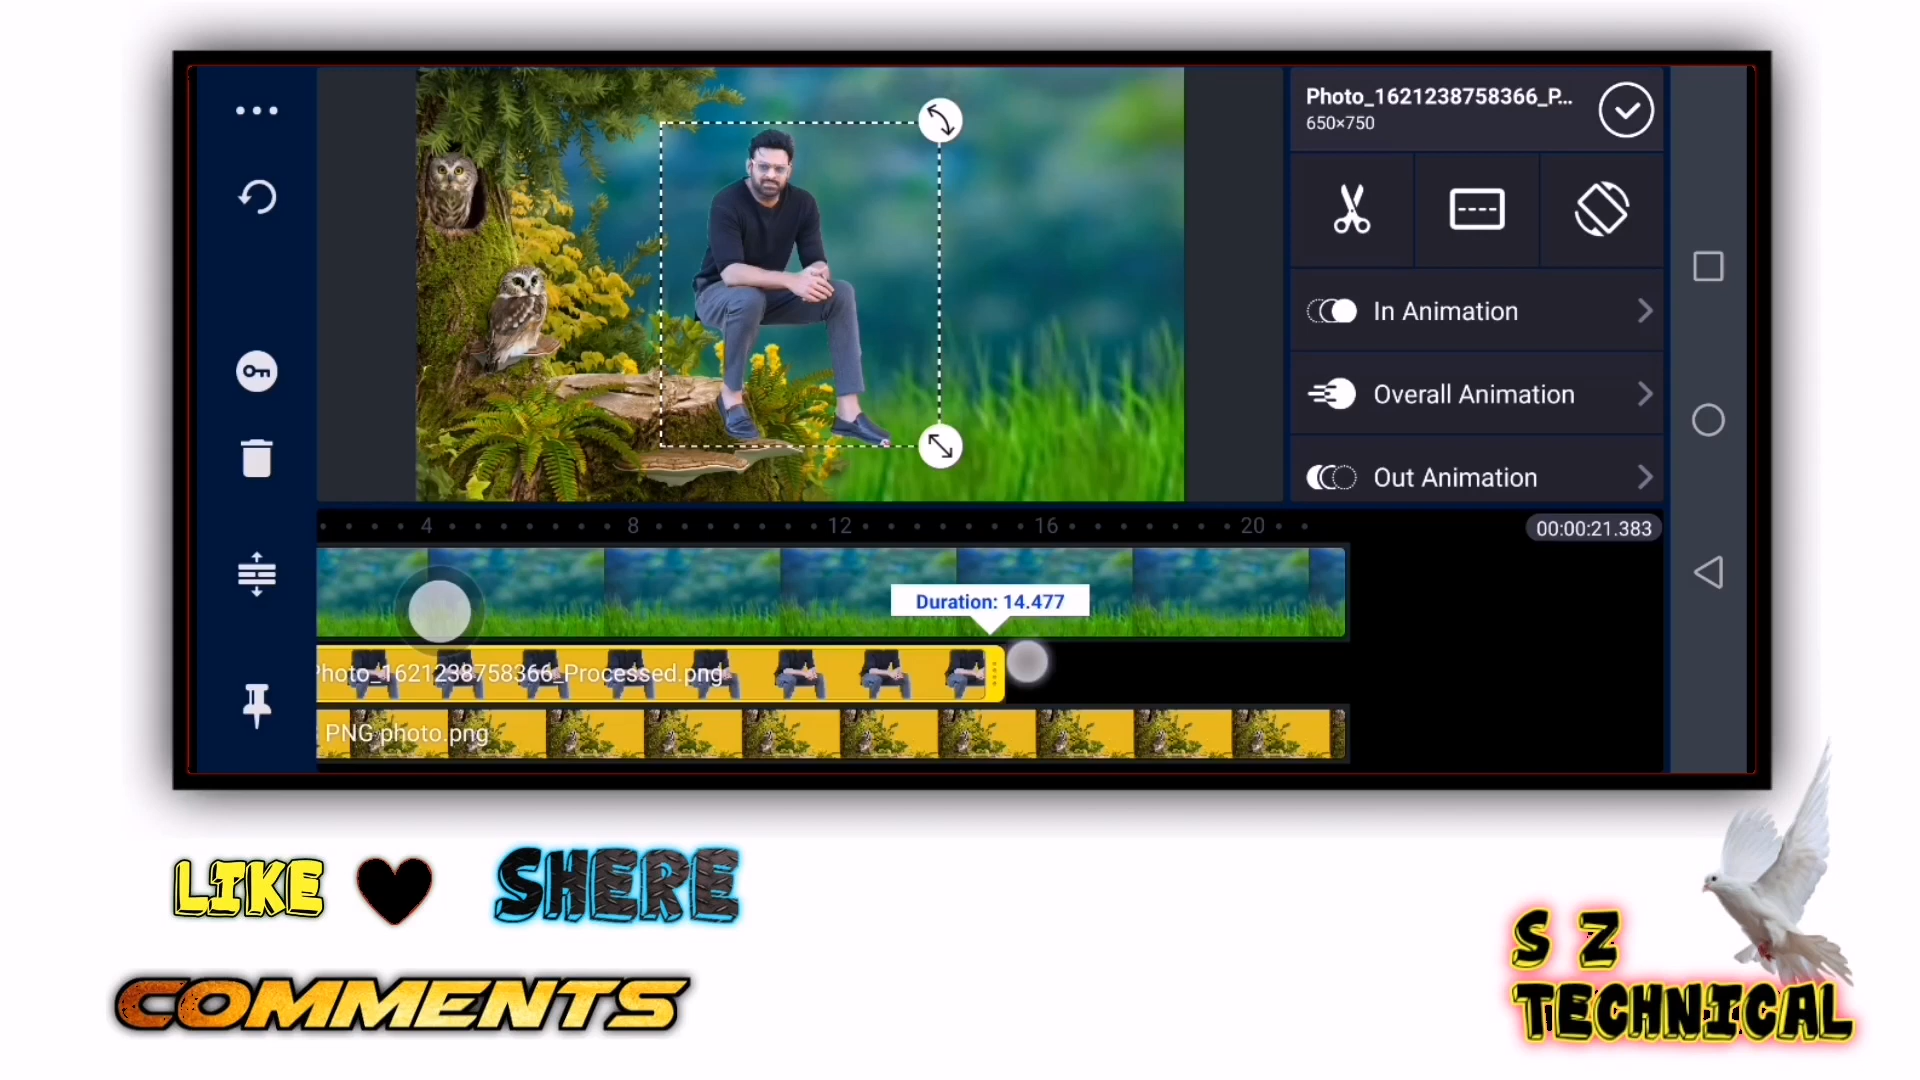 Photo_1621238758366_P...
650×750
In Animation
Overall Animation
Out Animation
4 8 12 16 20
00:00:21.383
Duration: 14.477
Photo_1621238758366_Processed.png
PNG photo.png
LIKE SHERE
COMMENTS
S Z
TECHNICAL